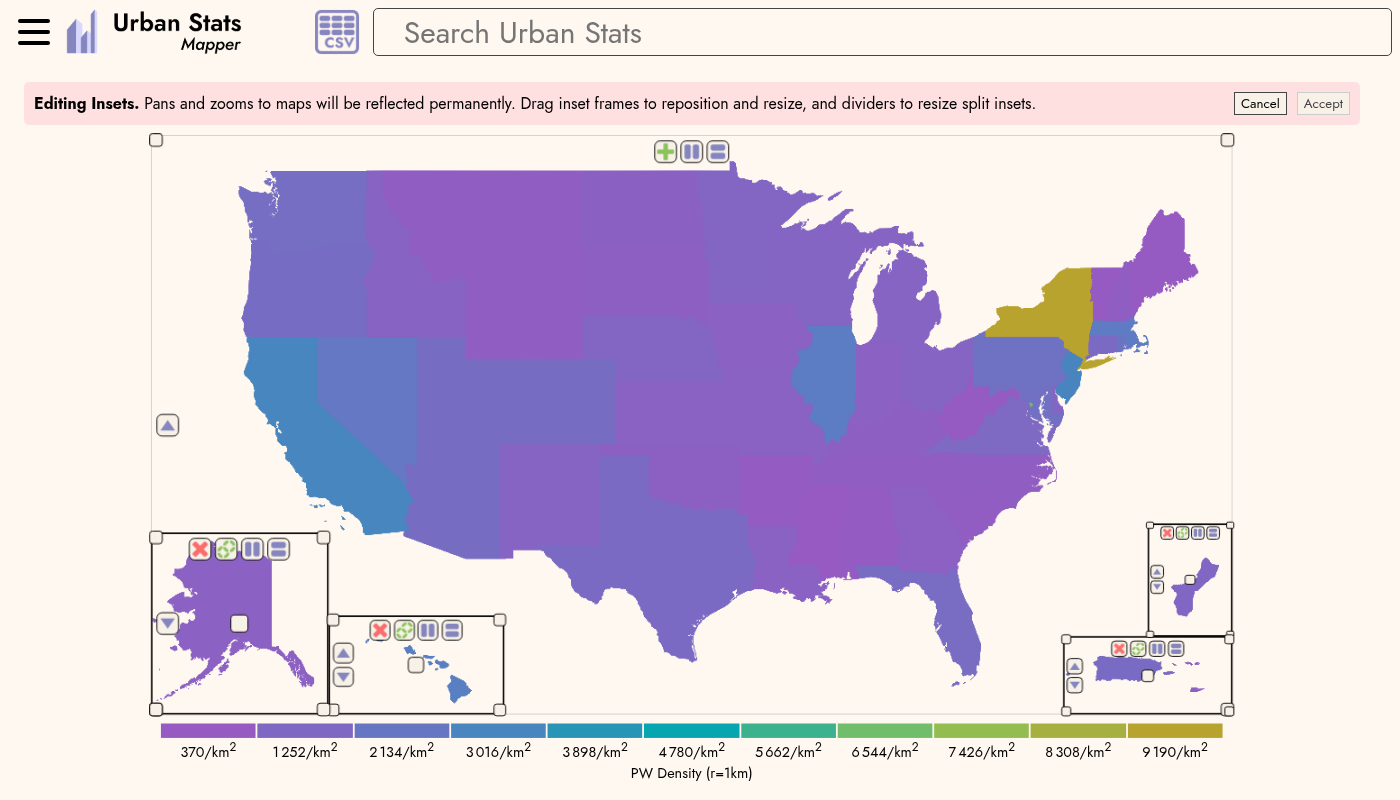 Urban Stats
Mapper
CSV
Search Urban Stats
Editing Insets. Pans and zooms to maps will be reflected permanently. Drag inset frames to reposition and resize, and dividers to resize split insets.
Cancel
Accept
370/km²
1 252/km²
2 134/km²
3 016/km²
3 898/km²
4 780/km²
5 662/km²
6 544/km²
7 426/km²
8 308/km²
9 190/km²
PW Density (r=1km)